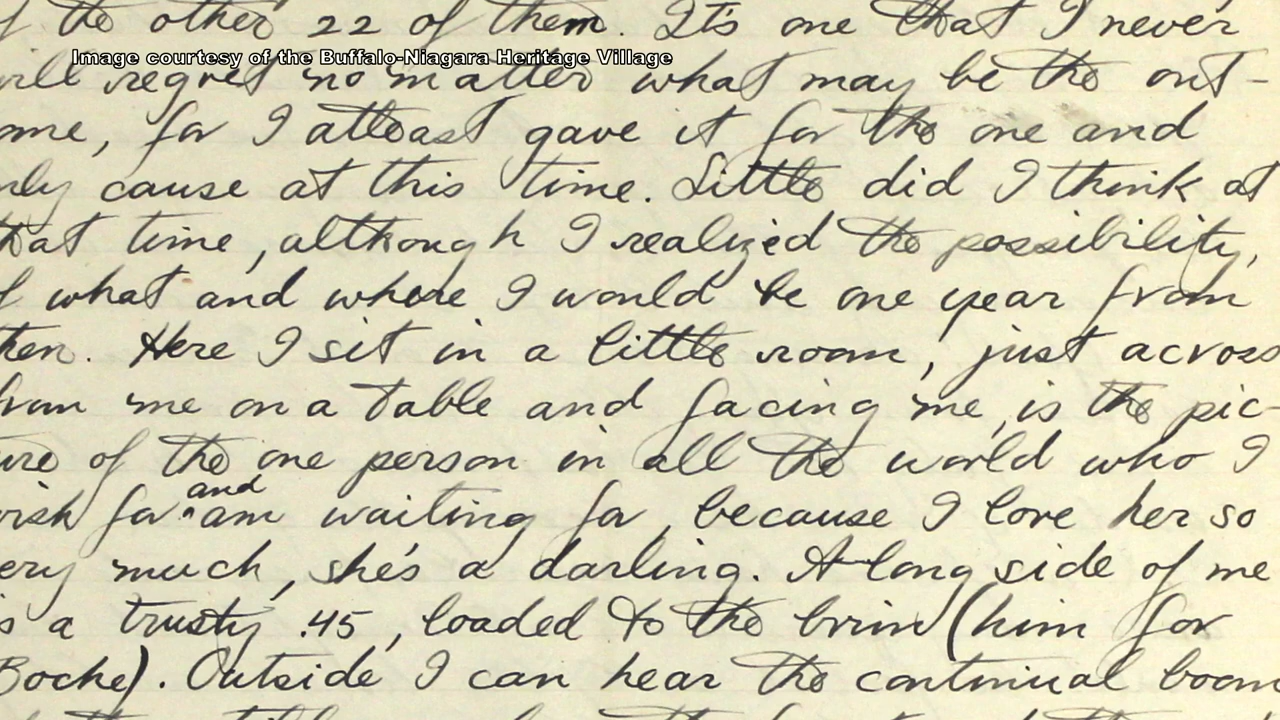 f the other 22 of them. It's one that I never
Image courtesy of the Buffalo-Niagara Heritage Village
will regret no matter what may be the out-
ome, for I atleast gave it for the one and
nly cause at this time. Little did I think at
that time, although I realized the possibility,
f what and where I would be one year from
then. Here I sit in a little room, just across
from me on a table and facing me, is the pic-
ure of the one person in all the world who I
wish for and am waiting for, because I love her so
ery much, she's a darling. Along side of me
s a trusty .45, loaded to the brim (him for
Boche). Outside I can hear the continual boom